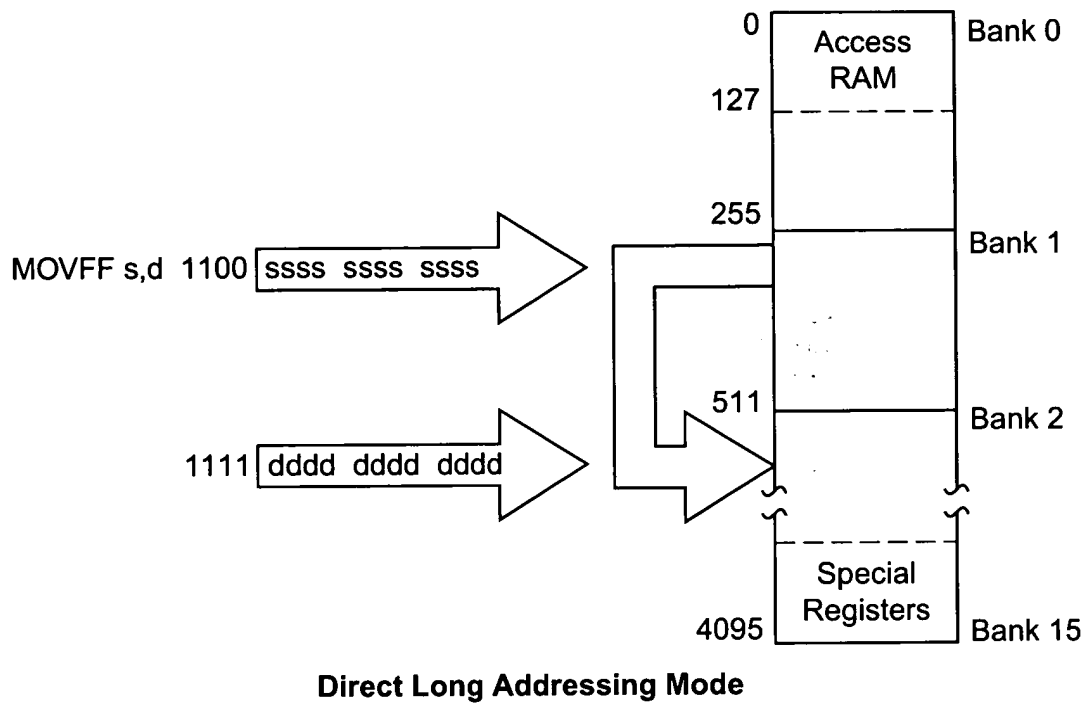 0
Access
RAM
Bank 0
127
255
Bank 1
MOVFF s,d 1100 ssss ssss ssss
511
Bank 2
1111 dddd dddd dddd
Special
Registers
4095
Bank 15
Direct Long Addressing Mode